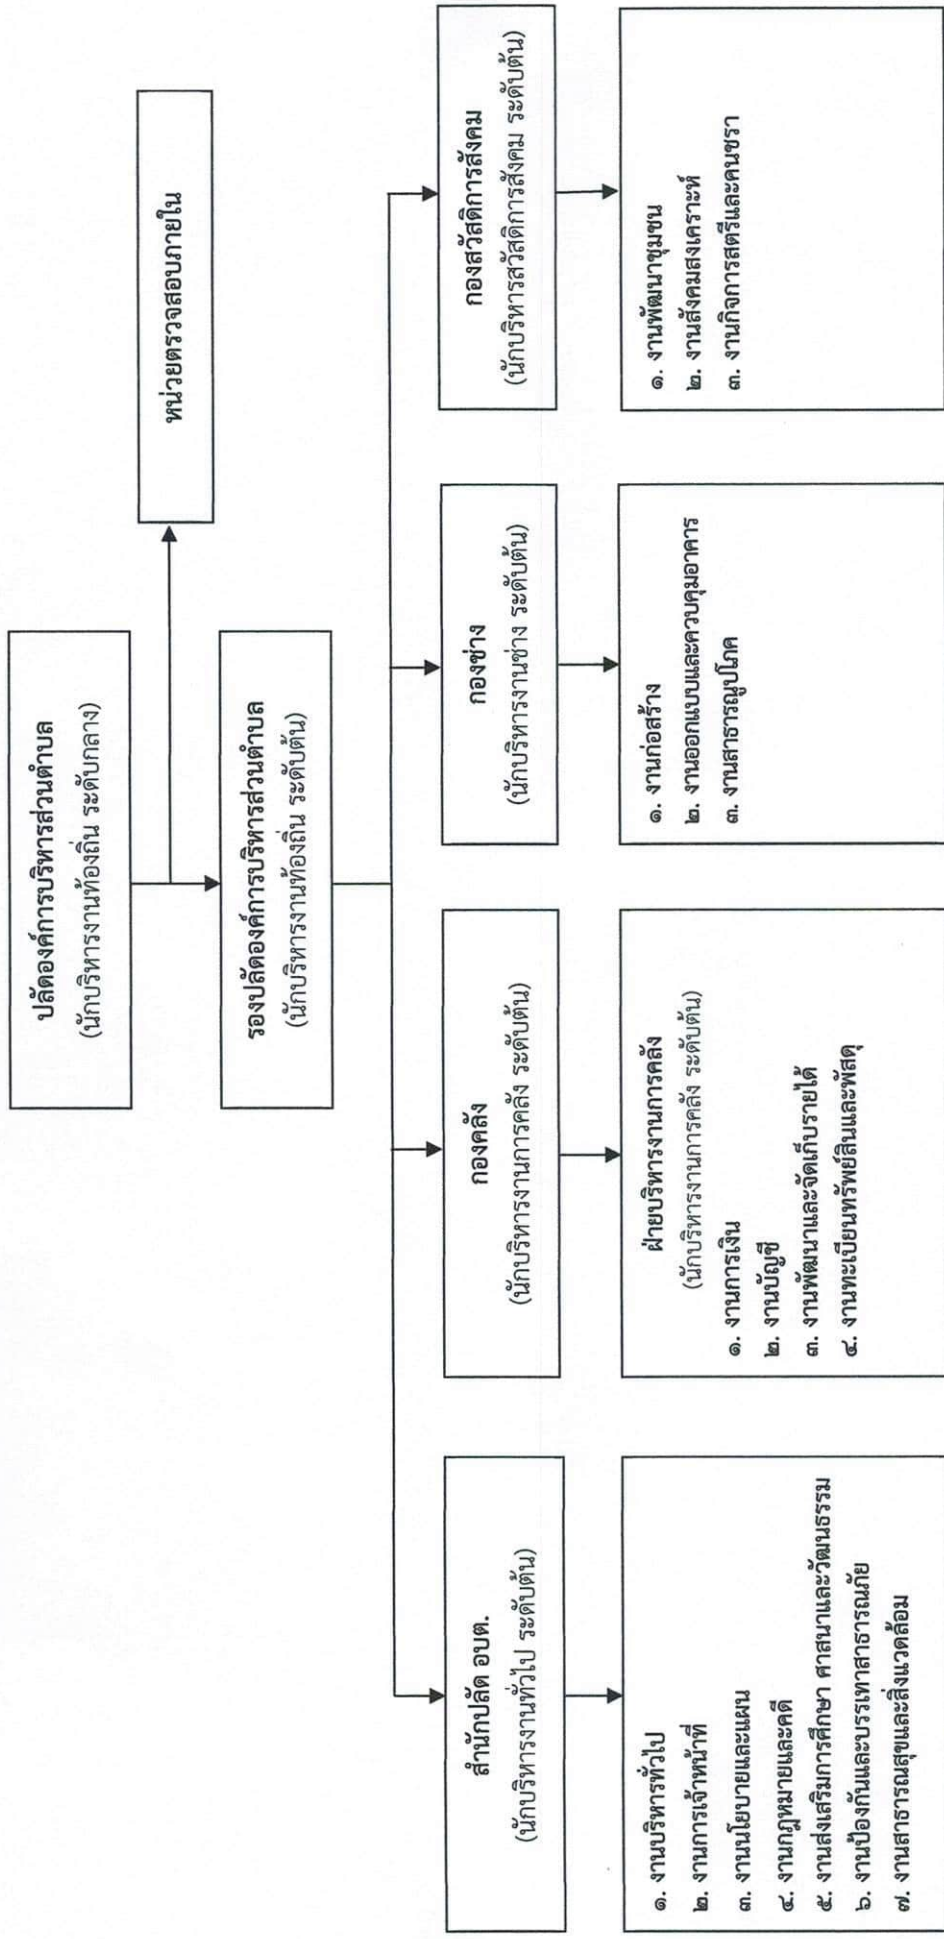 ปลัดองค์การบริหารส่วนตำบล
(นักบริหารงานท้องถิ่น ระดับกลาง)
หน่วยตรวจสอบภายใน
รองปลัดองค์การบริหารส่วนตำบล
(นักบริหารงานท้องถิ่น ระดับต้น)
สำนักปลัด อบต.
(นักบริหารงานทั่วไป ระดับต้น)
๑. งานบริหารทั่วไป
๒. งานการเจ้าหน้าที่
๓. งานนโยบายและแผน
๔. งานกฎหมายและคดี
๕. งานส่งเสริมการศึกษา ศาสนาและวัฒนธรรม
๖. งานป้องกันและบรรเทาสาธารณภัย
๗. งานสาธารณสุขและสิ่งแวดล้อม
กองคลัง
(นักบริหารงานการคลัง ระดับต้น)
ฝ่ายบริหารงานการคลัง
(นักบริหารงานการคลัง ระดับต้น)
๑. งานการเงิน
๒. งานบัญชี
๓. งานพัฒนาและจัดเก็บรายได้
๔. งานทะเบียนทรัพย์สินและพัสดุ
กองช่าง
(นักบริหารงานช่าง ระดับต้น)
๑. งานก่อสร้าง
๒. งานออกแบบและควบคุมอาคาร
๓. งานสาธารณูปโภค
กองสวัสดิการสังคม
(นักบริหารสวัสดิการสังคม ระดับต้น)
๑. งานพัฒนาชุมชน
๒. งานสังคมสงเคราะห์
๓. งานกิจการสตรีและคนชรา